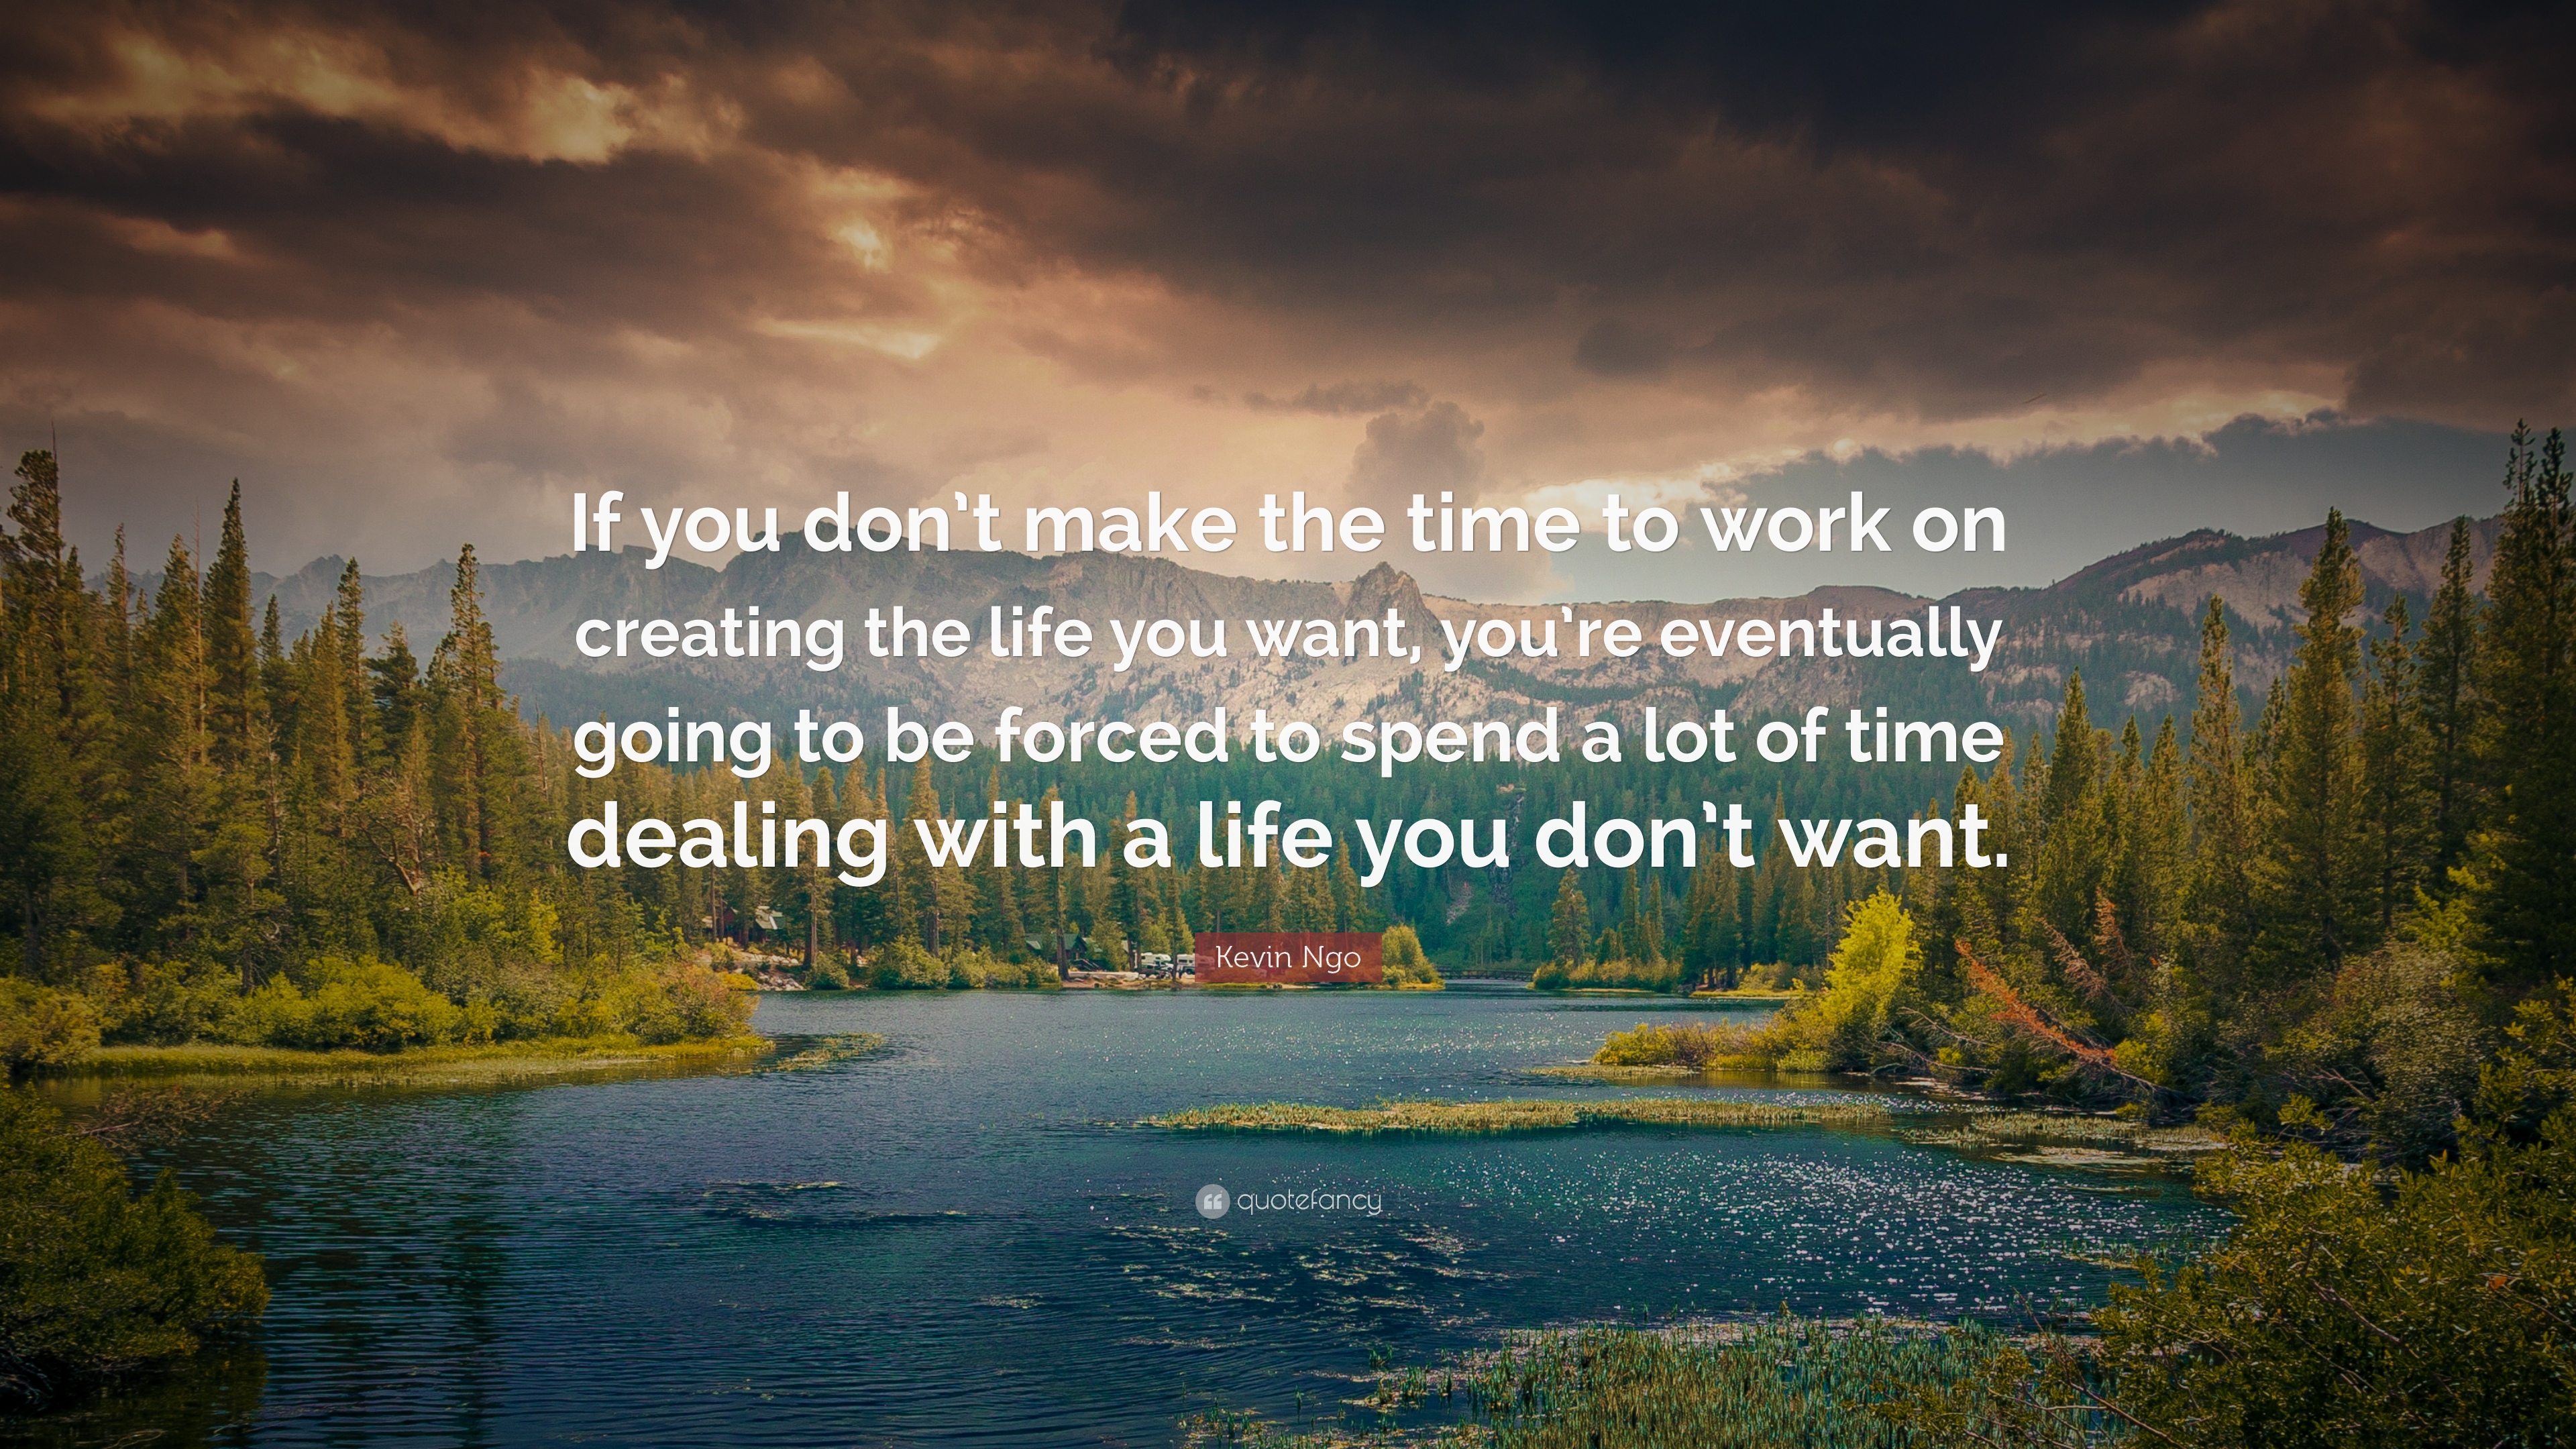 If you don’t make the time to work on
creating the life you want, you’re eventually
going to be forced to spend a lot of time
dealing with a life you don’t want.
Kevin Ngo
quotefancy